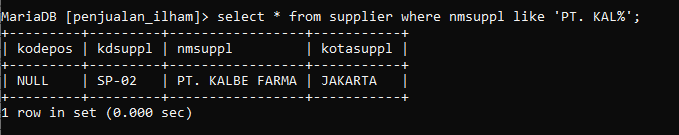 MariaDB [penjualan_ilham]> select * from supplier where nmsuppl like 'PT. KAL%';
+---------+---------+-----------------+-----------+
| kodepos | kdsuppl | nmsuppl         | kotasuppl |
+---------+---------+-----------------+-----------+
| NULL    | SP-02   | PT. KALBE FARMA | JAKARTA   |
+---------+---------+-----------------+-----------+
1 row in set (0.000 sec)